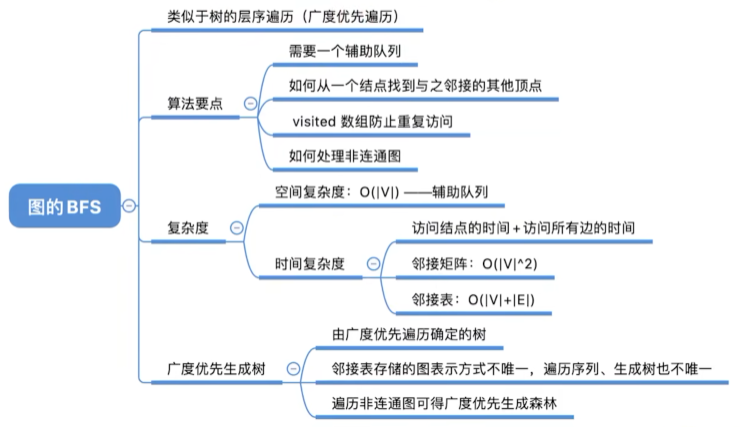 图的BFS
类似于树的层序遍历（广度优先遍历）
算法要点
需要一个辅助队列
如何从一个结点找到与之邻接的其他顶点
visited 数组防止重复访问
如何处理非连通图
复杂度
空间复杂度：O(|V|) ——辅助队列
时间复杂度
访问结点的时间＋访问所有边的时间
邻接矩阵：O(|V|^2)
邻接表：O(|V|+|E|)
广度优先生成树
由广度优先遍历确定的树
邻接表存储的图表示方式不唯一，遍历序列、生成树也不唯一
遍历非连通图可得广度优先生成森林